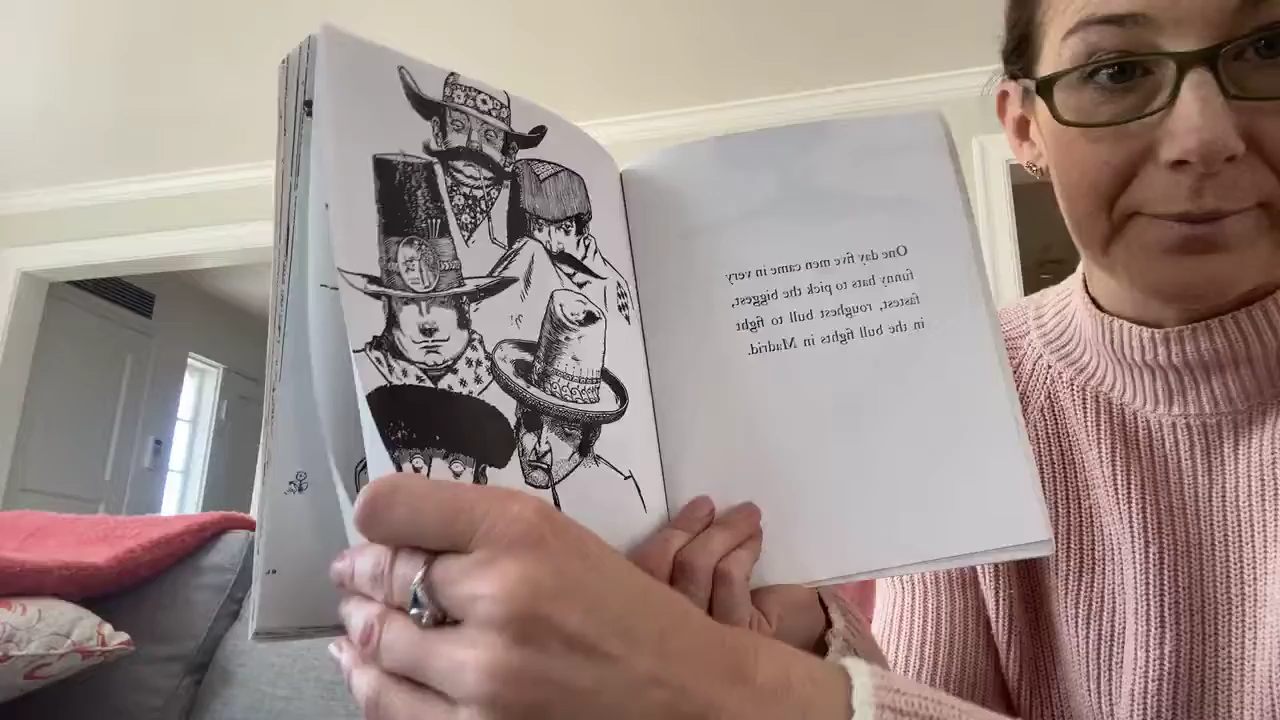 One day five men came in very
funny hats to pick the biggest,
fastest, roughest bull to fight
in the bull fights in Madrid.